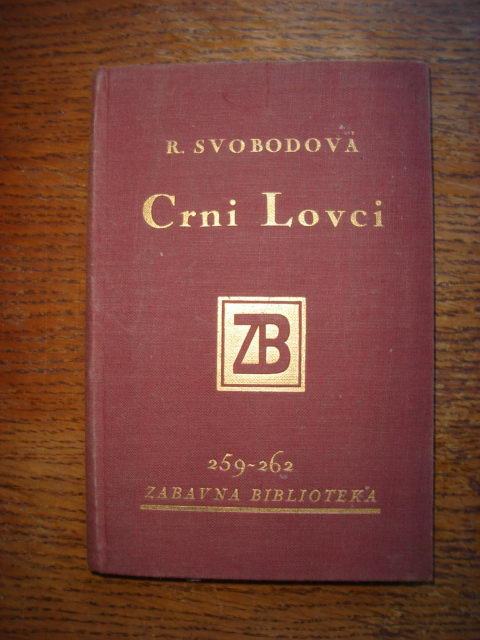 R. SVOBODOVÁ
Crni Lovci
ZB
259-262
ZABAVNA BIBLIOTEKA